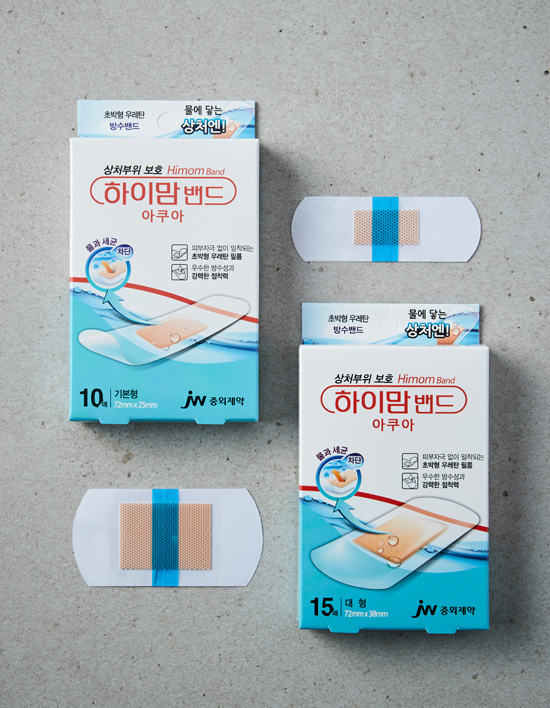 초박형 우레탄
방수밴드
물에 닿는
상처엔!
상처부위 보호 Himom Band
하이맘 밴드
아쿠아
물과 세균
차단
피부자극 없이 밀착되는
초박형 우레탄 필름
우수한 방수성과
강력한 접착력
10매
기본형
72mm x 25mm
JW 중외제약
초박형 우레탄
방수밴드
물에 닿는
상처엔!
상처부위 보호 Himom Band
하이맘 밴드
아쿠아
물과 세균
차단
피부자극 없이 밀착되는
초박형 우레탄 필름
우수한 방수성과
강력한 접착력
15매
대 형
72mm x 38mm
JW 중외제약